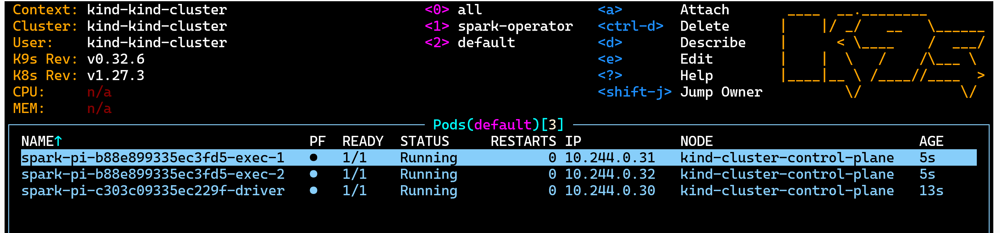 Context: kind-kind-cluster <0> all <a> Attach
Cluster: kind-kind-cluster <1> spark-operator <ctrl-d> Delete
User: kind-kind-cluster <2> default <d> Describe
K9s Rev: v0.32.6 <e> Edit
K8s Rev: v1.27.3 <?> Help
CPU: n/a <shift-j> Jump Owner
MEM: n/a
Pods(default)[3]
NAME↑ PF READY STATUS RESTARTS IP NODE AGE
spark-pi-b88e899335ec3fd5-exec-1 ● 1/1 Running 0 10.244.0.31 kind-cluster-control-plane 5s
spark-pi-b88e899335ec3fd5-exec-2 ● 1/1 Running 0 10.244.0.32 kind-cluster-control-plane 5s
spark-pi-c303c09335ec229f-driver ● 1/1 Running 0 10.244.0.30 kind-cluster-control-plane 13s